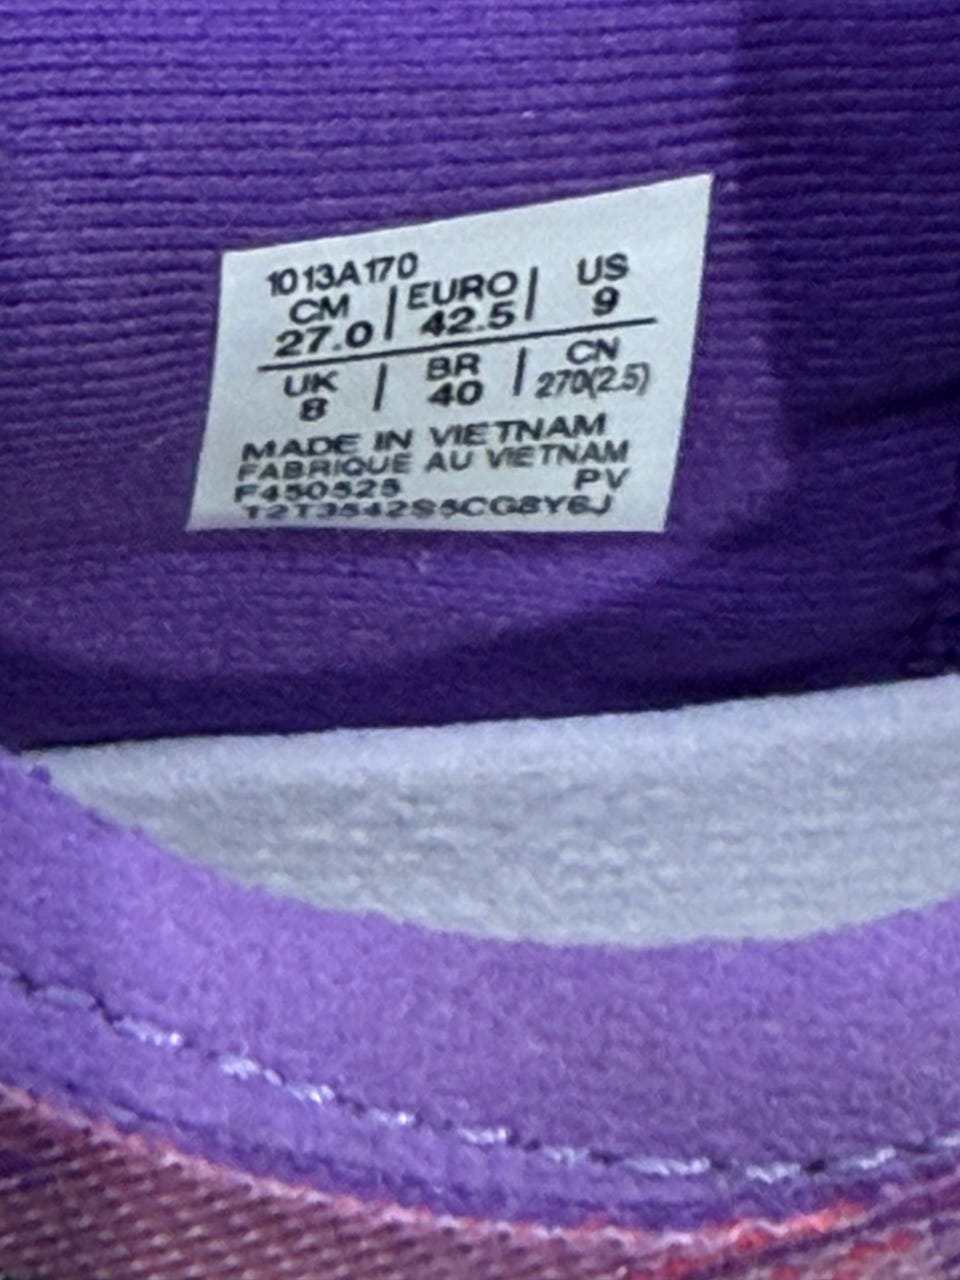 1013A170
CM | EURO | US
27.0 | 42.5 | 9
UK | BR | CN
8 | 40 | 270(2.5)
MADE IN VIETNAM
FABRIQUE AU VIETNAM
F450525 PV
T2T3542S5CG8Y6J